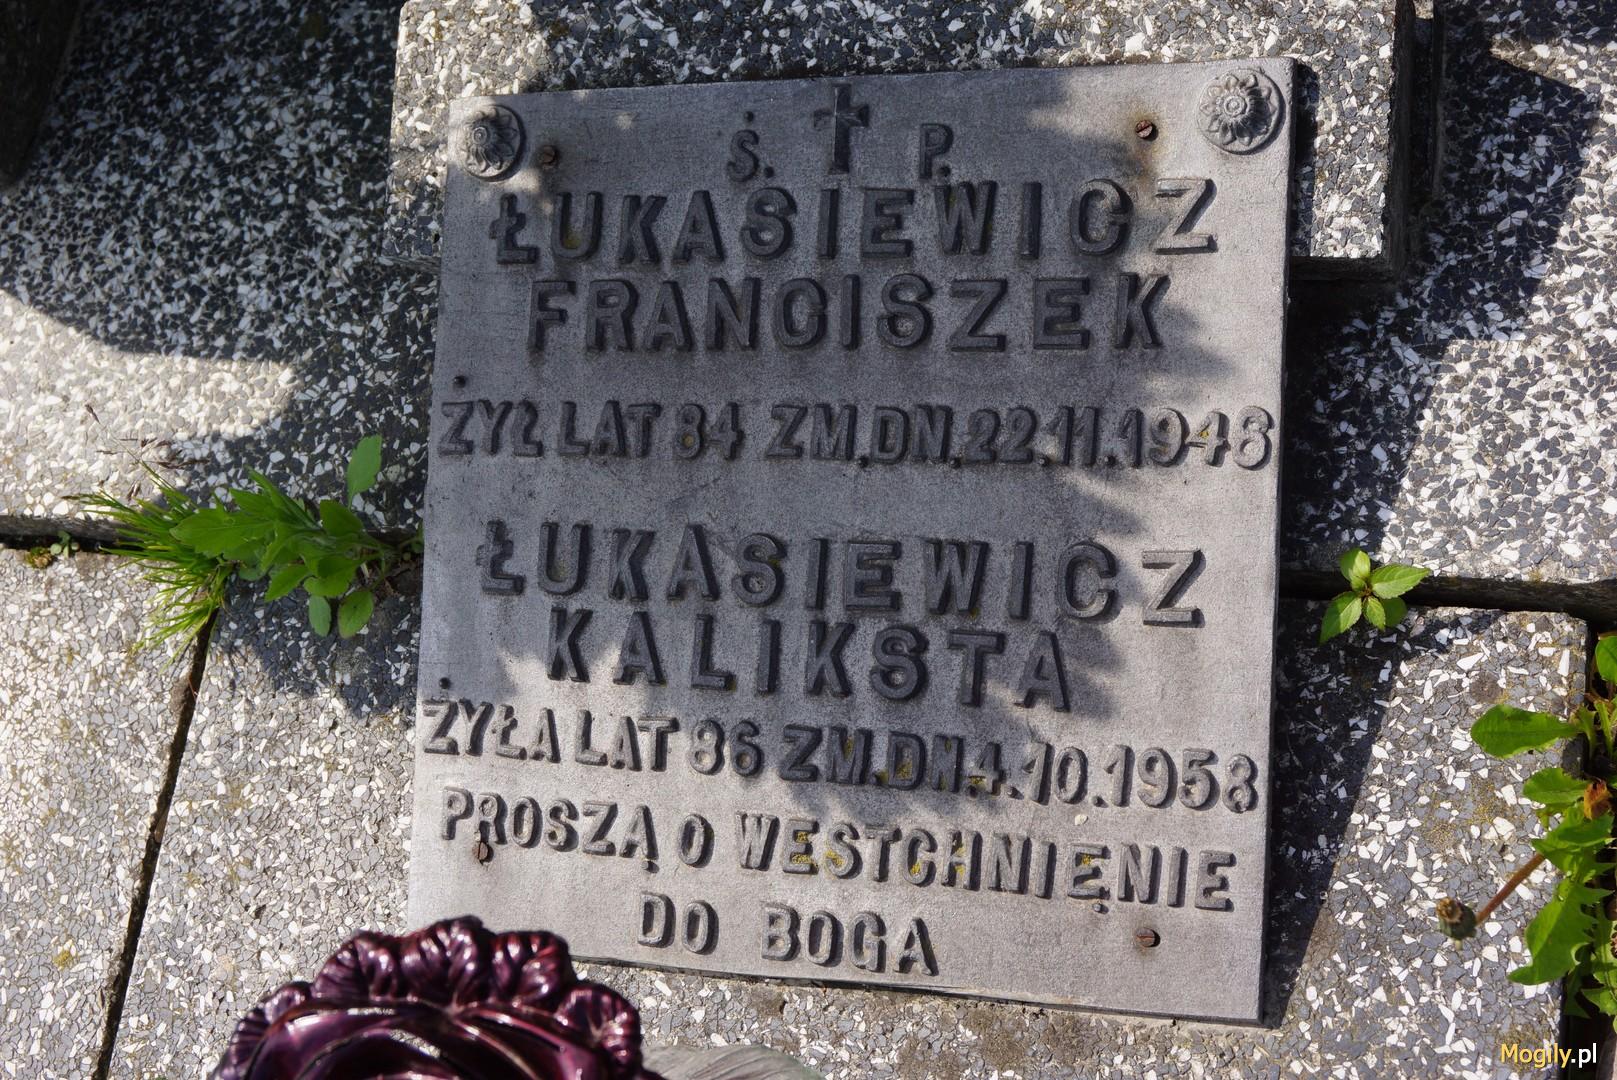 Ś. P.
ŁUKASIEWICZ
FRANCISZEK
ŻYŁ LAT 84 ZM.DN.22.11.1948
ŁUKASIEWICZ
KALIKSTA
ŻYŁA LAT 86 ZM.DN.4.10.1958
PROSZĄ O WESTCHNIĘNIE
DO BOGA
Mogily.pl